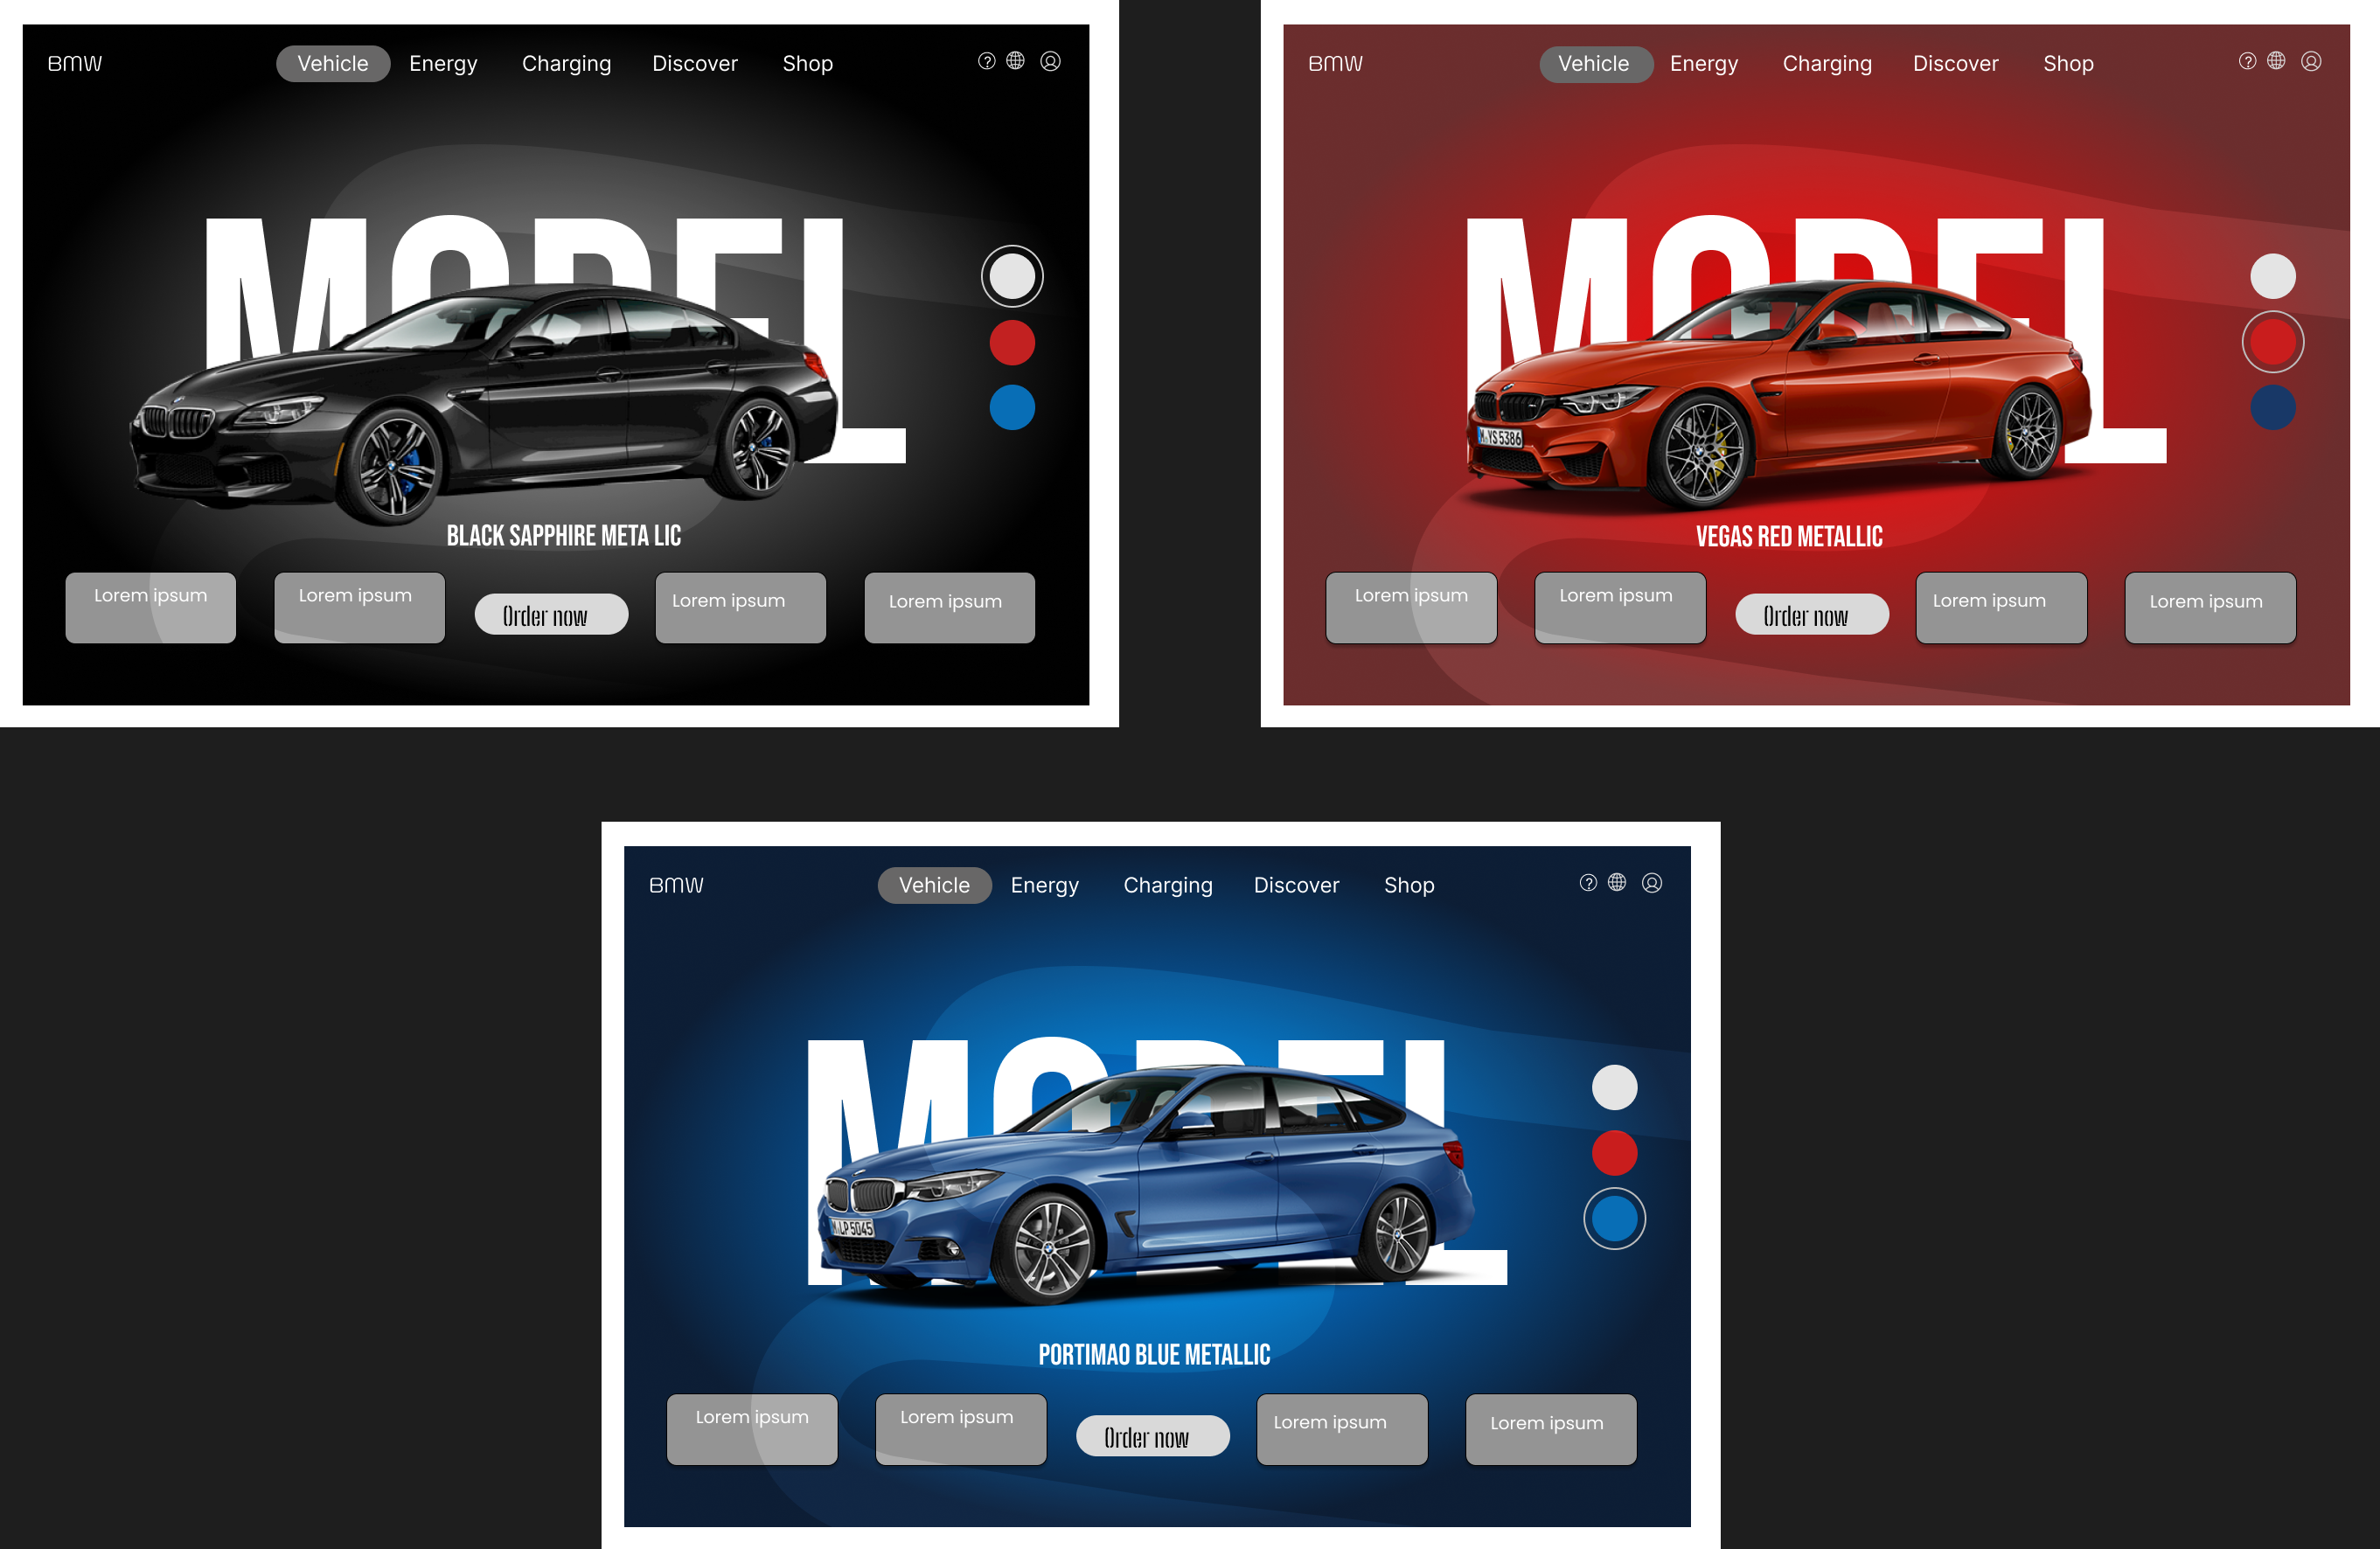 BMW Vehicle Energy Charging Discover Shop
MODEL
BLACK SAPPHIRE META LIC
Lorem ipsum Lorem ipsum Order now Lorem ipsum Lorem ipsum
BMW Vehicle Energy Charging Discover Shop
MODEL
M YS 5386
VEGAS RED METALLIC
Lorem ipsum Lorem ipsum Order now Lorem ipsum Lorem ipsum
BMW Vehicle Energy Charging Discover Shop
MODEL
M LP 5045
PORTIMAO BLUE METALLIC
Lorem ipsum Lorem ipsum Order now Lorem ipsum Lorem ipsum